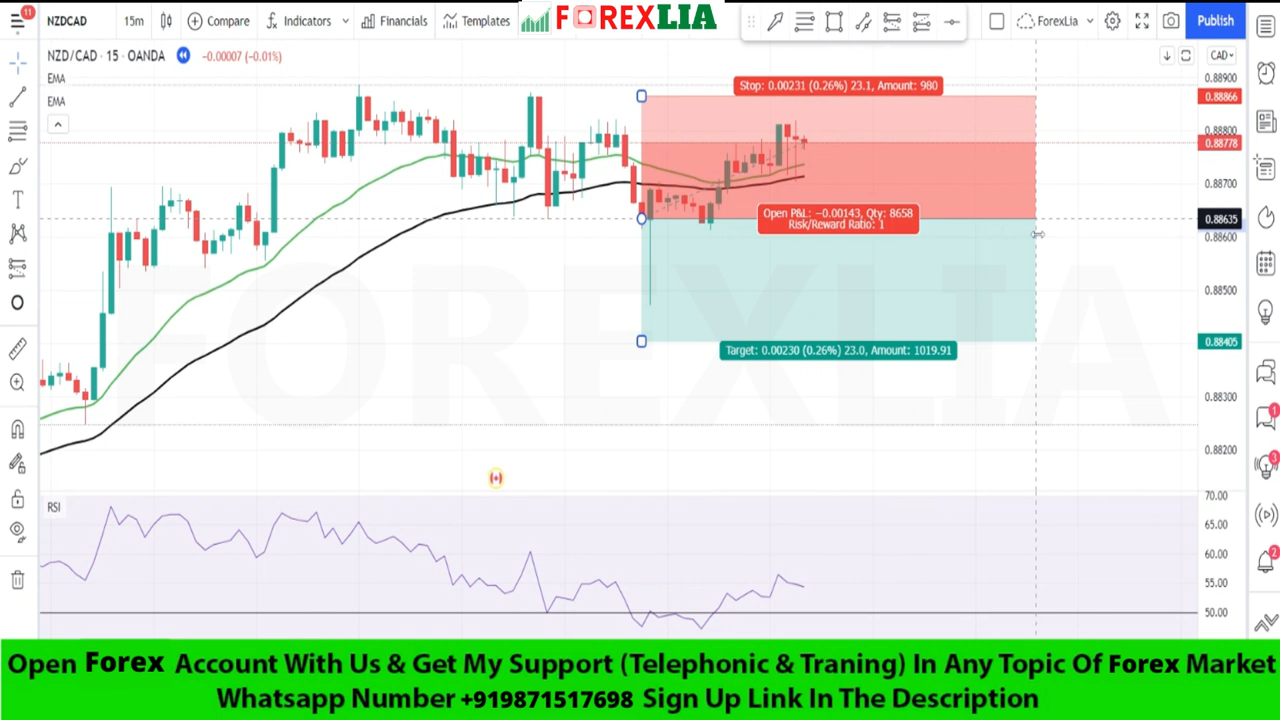 11
NZDCAD
15m
Compare
Indicators
Financials
Templates
FOREXLIA
ForexLia
Publish
NZD/CAD · 15 · OANDA
−0.00007 (−0.01%)
CAD
EMA
EMA
Stop: 0.00231 (0.26%) 23.1, Amount: 980
Open P&L: −0.00143, Qty: 8658
Risk/Reward Ratio: 1
Target: 0.00230 (0.26%) 23.0, Amount: 1019.91
0.88900
0.88866
0.88800
0.88778
0.88700
0.88635
0.88600
0.88500
0.88405
0.88300
0.88200
FOREXLIA
RSI
70.00
65.00
60.00
55.00
50.00
1
3
2
Open Forex Account With Us & Get My Support (Telephonic & Traning) In Any Topic Of Forex Market
Whatsapp Number +919871517698 Sign Up Link In The Description